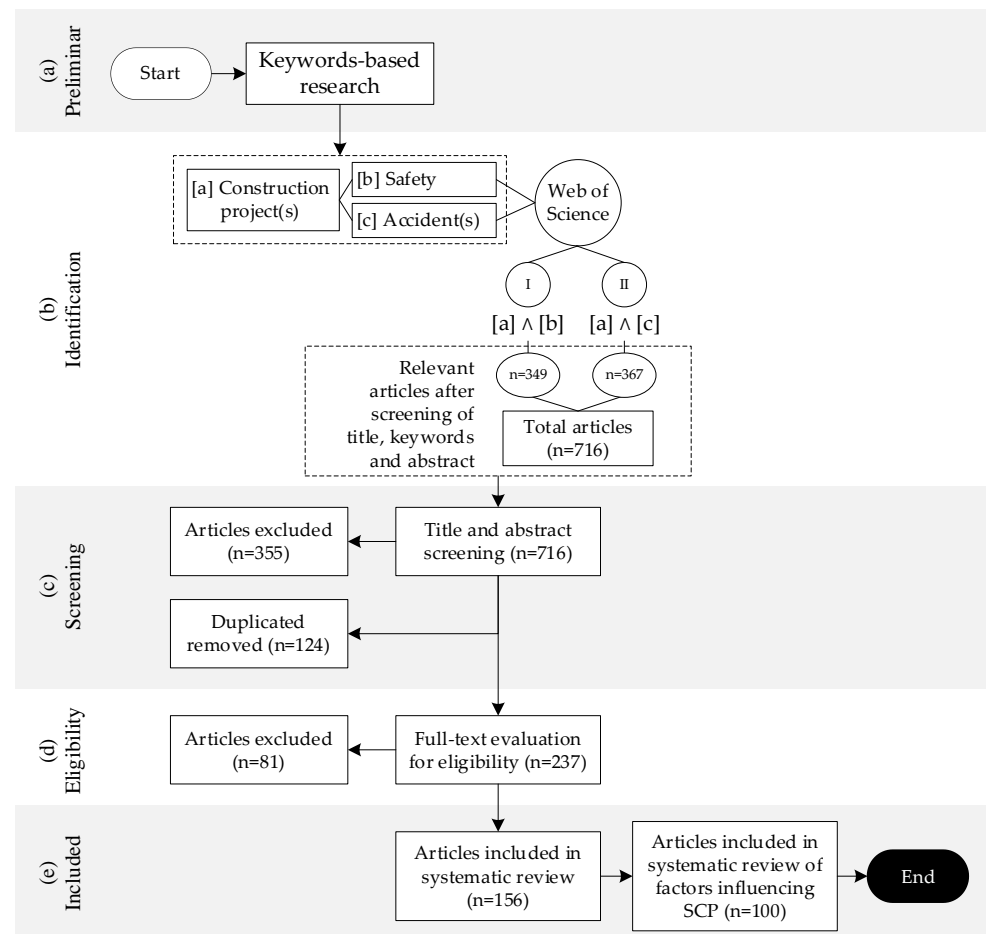 (a)
Preliminar
Start
Keywords-based
research
(b)
Identification
[a] Construction
project(s)
[b] Safety
[c] Accident(s)
Web of
Science
I
II
[a] ∧ [b]
[a] ∧ [c]
Relevant
articles after
screening of
title, keywords
and abstract
n=349
n=367
Total articles
(n=716)
(c)
Screening
Articles excluded
(n=355)
Title and abstract
screening (n=716)
Duplicated
removed (n=124)
(d)
Eligibility
Articles excluded
(n=81)
Full-text evaluation
for eligibility (n=237)
(e)
Included
Articles included in
systematic review
(n=156)
Articles included in
systematic review of
factors influencing
SCP (n=100)
End